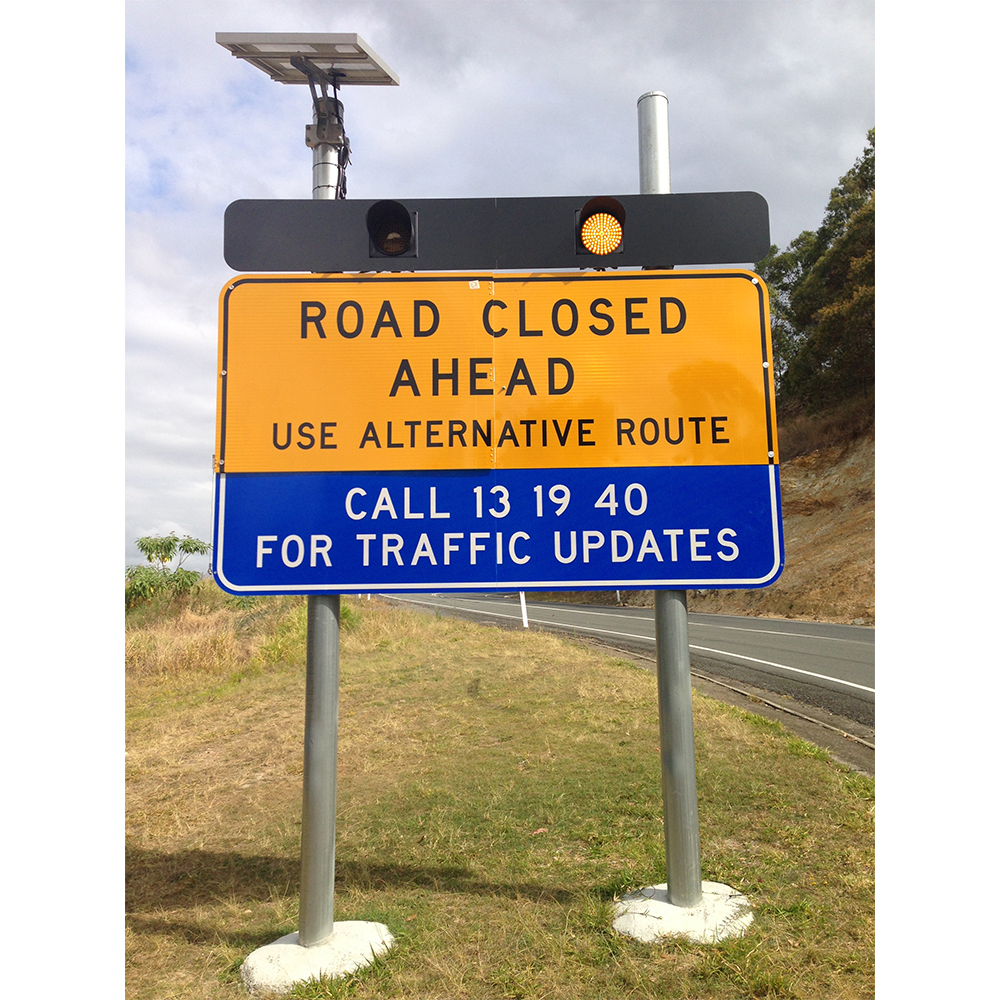 ROAD CLOSED
AHEAD
USE ALTERNATIVE ROUTE
CALL 13 19 40
FOR TRAFFIC UPDATES